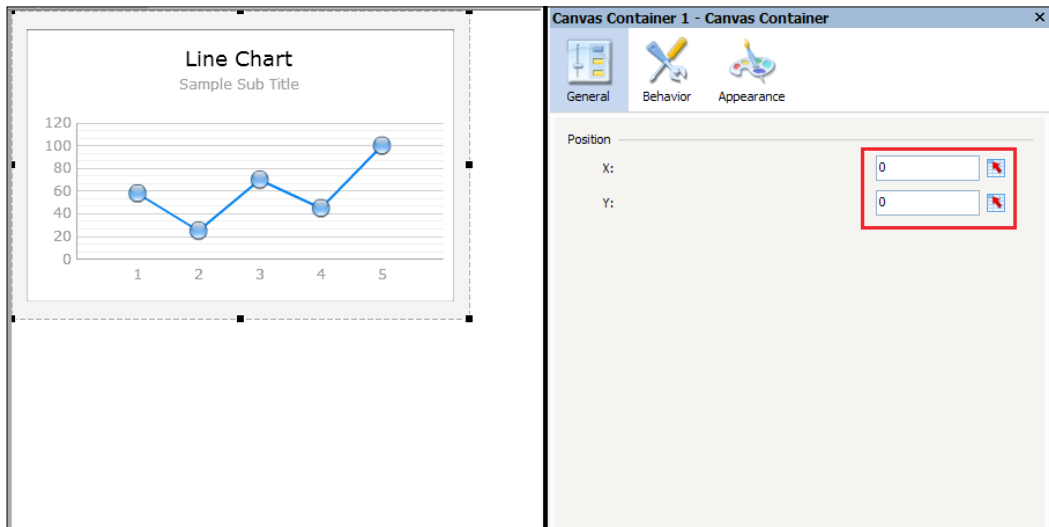 Line Chart
Sample Sub Title
120
100
80
60
40
20
0
1 2 3 4 5
Canvas Container 1 - Canvas Container
General Behavior Appearance
Position
X: 0
Y: 0